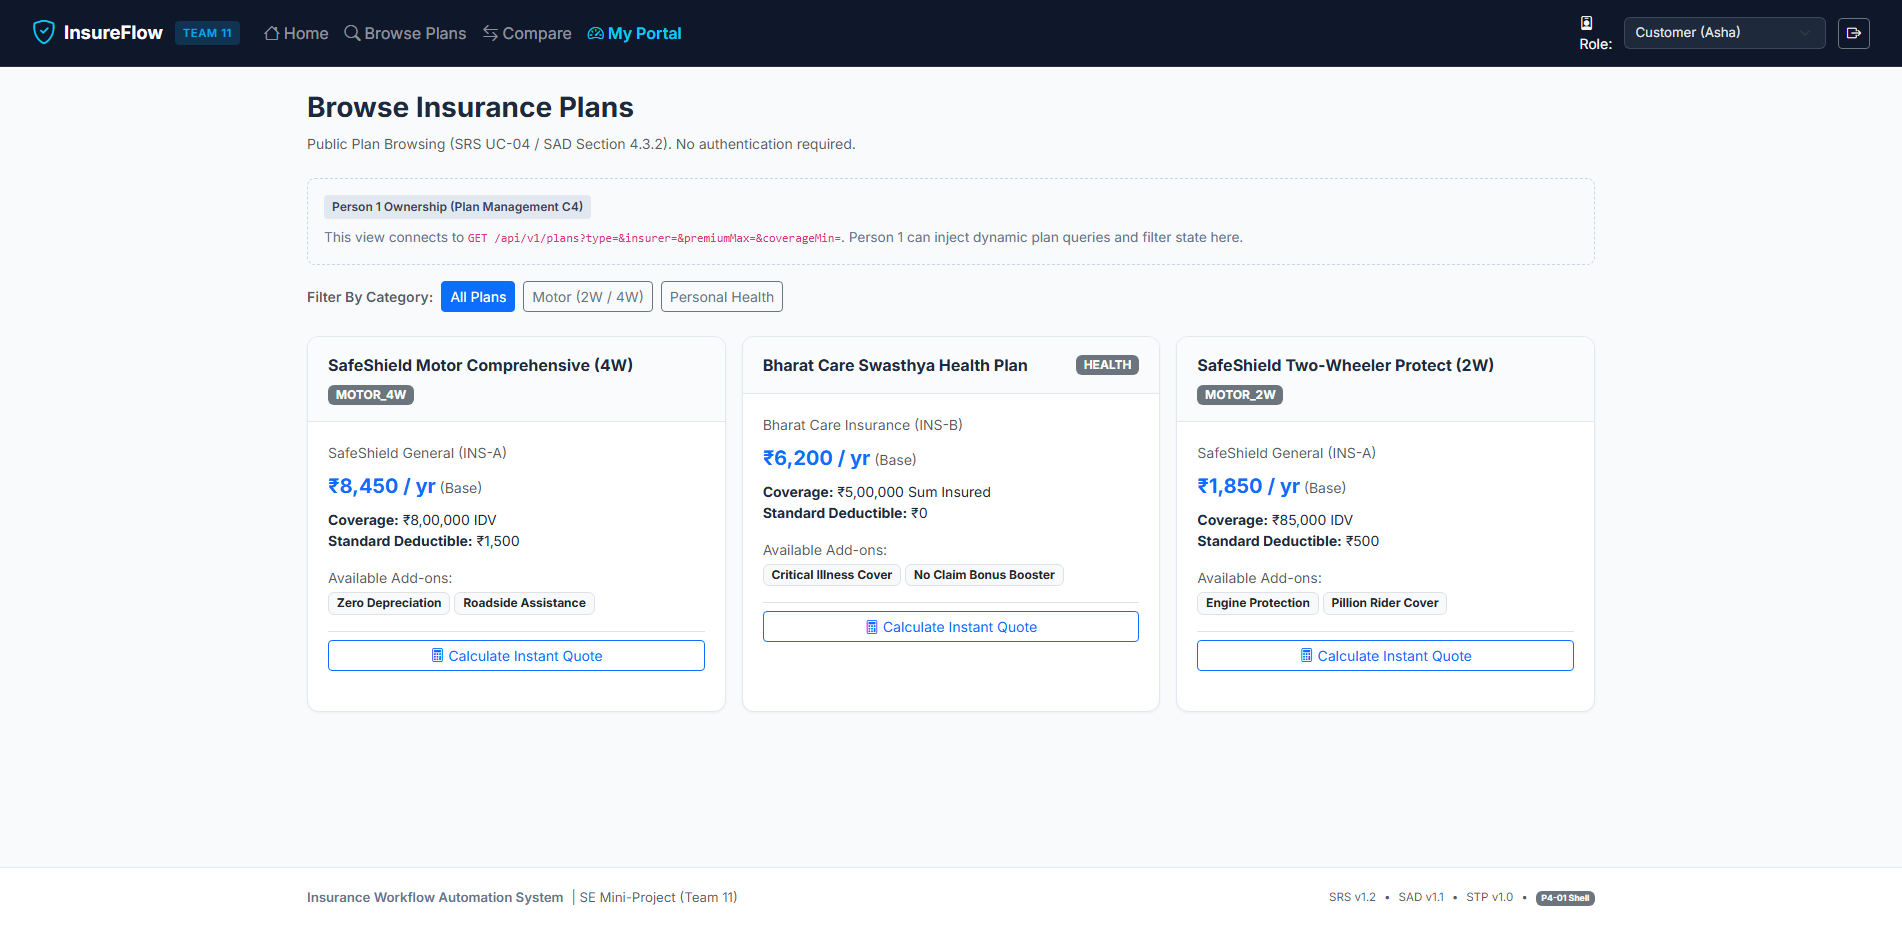 InsureFlow TEAM 11 Home Browse Plans Compare My Portal Role: Customer (Asha)
Browse Insurance Plans
Public Plan Browsing (SRS UC-04 / SAD Section 4.3.2). No authentication required.
Person 1 Ownership (Plan Management C4)
This view connects to GET /api/v1/plans?type=&insurer=&premiumMax=&coverageMin=. Person 1 can inject dynamic plan queries and filter state here.
Filter By Category: All Plans Motor (2W / 4W) Personal Health
SafeShield Motor Comprehensive (4W)
MOTOR_4W
SafeShield General (INS-A)
₹8,450 / yr (Base)
Coverage: ₹8,00,000 IDV
Standard Deductible: ₹1,500
Available Add-ons:
Zero Depreciation Roadside Assistance
Calculate Instant Quote
Bharat Care Swasthya Health Plan HEALTH
Bharat Care Insurance (INS-B)
₹6,200 / yr (Base)
Coverage: ₹5,00,000 Sum Insured
Standard Deductible: ₹0
Available Add-ons:
Critical Illness Cover No Claim Bonus Booster
Calculate Instant Quote
SafeShield Two-Wheeler Protect (2W)
MOTOR_2W
SafeShield General (INS-A)
₹1,850 / yr (Base)
Coverage: ₹85,000 IDV
Standard Deductible: ₹500
Available Add-ons:
Engine Protection Pillion Rider Cover
Calculate Instant Quote
Insurance Workflow Automation System | SE Mini-Project (Team 11)
SRS v1.2 • SAD v1.1 • STP v1.0 • P4-01 Shell